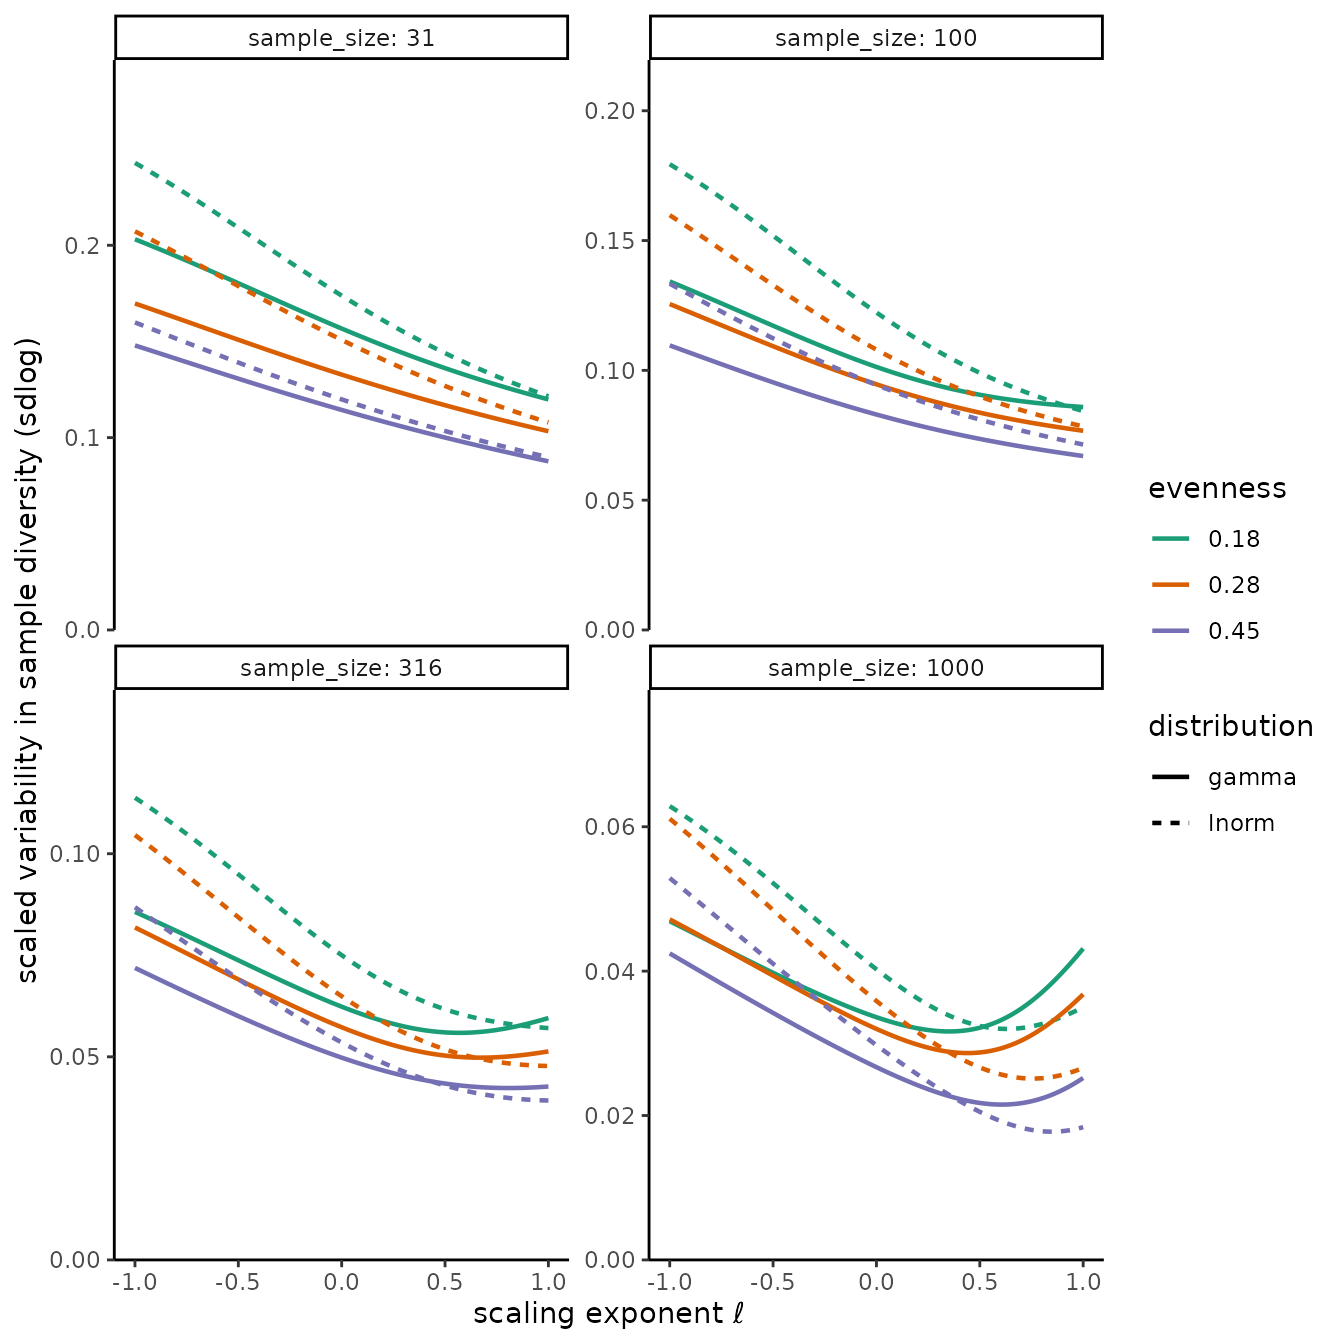 sample_size: 31
sample_size: 100
0.2
0.1
0.0
0.20
0.15
0.10
0.05
0.00
sample_size: 316
sample_size: 1000
0.10
0.05
0.00
0.06
0.04
0.02
0.00
-1.0 -0.5 0.0 0.5 1.0
-1.0 -0.5 0.0 0.5 1.0
scaling exponent ℓ
scaled variability in sample diversity (sdlog)
evenness
0.18
0.28
0.45
distribution
gamma
lnorm